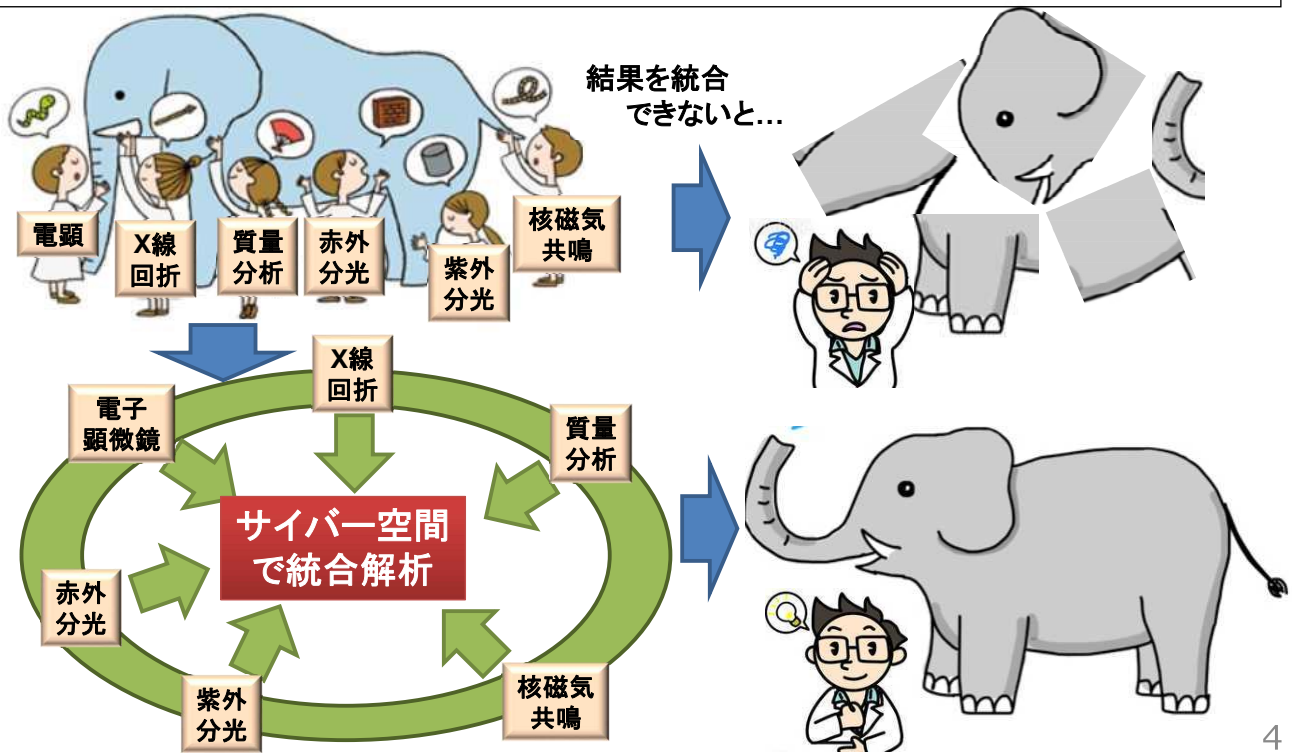 結果を統合
できないと...
電顕
X線
回折
質量
分析
赤外
分光
紫外
分光
核磁気
共鳴
X線
回折
電子
顕微鏡
質量
分析
サイバー空間
で統合解析
赤外
分光
紫外
分光
核磁気
共鳴
4